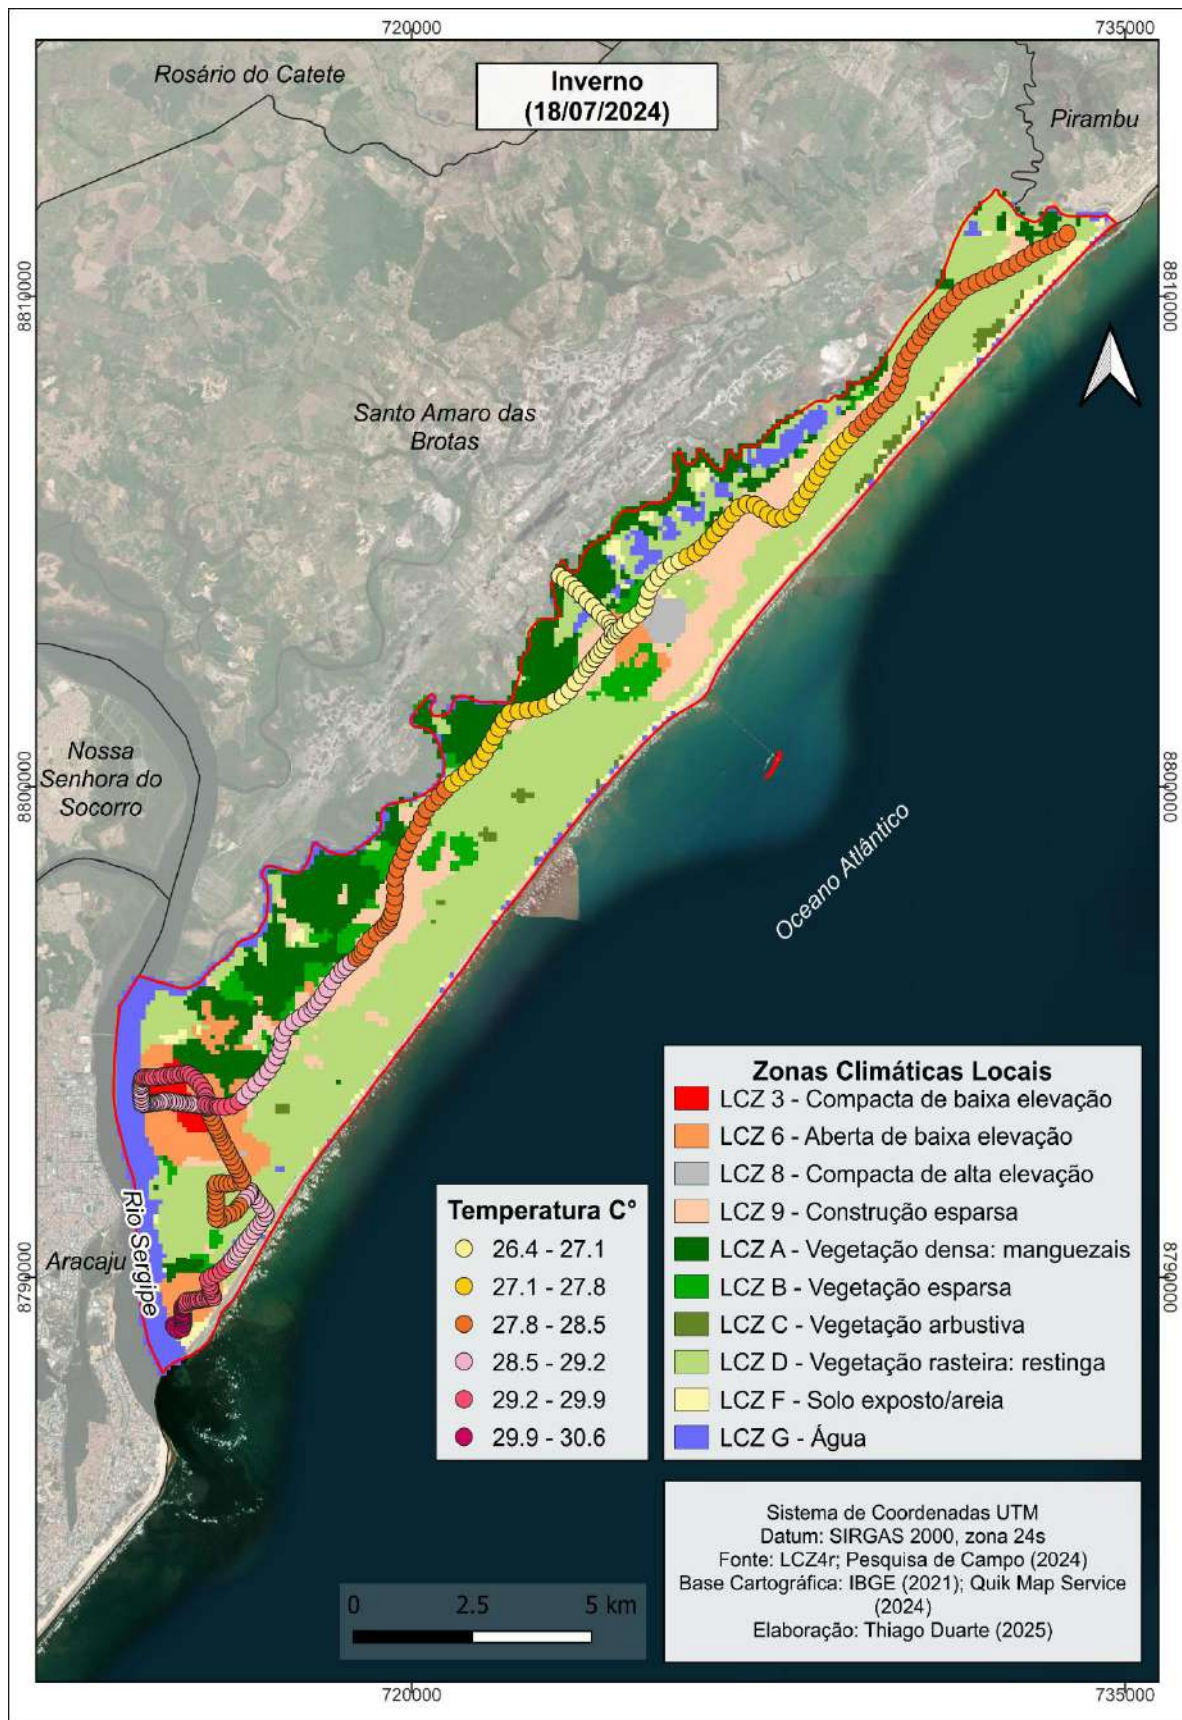 720000
735000
Rosário do Catete
Inverno
(18/07/2024)
Pirambu
8810000
8810000
Santo Amaro das
Brotas
Nossa
Senhora do
Socorro
8800000
8800000
Oceano Atlântico
Rio Sergipe
Aracaju
8790000
8790000
Temperatura C°
26.4 - 27.1
27.1 - 27.8
27.8 - 28.5
28.5 - 29.2
29.2 - 29.9
29.9 - 30.6
Zonas Climáticas Locais
LCZ 3 - Compacta de baixa elevação
LCZ 6 - Aberta de baixa elevação
LCZ 8 - Compacta de alta elevação
LCZ 9 - Construção esparsa
LCZ A - Vegetação densa: manguezais
LCZ B - Vegetação esparsa
LCZ C - Vegetação arbustiva
LCZ D - Vegetação rasteira: restinga
LCZ F - Solo exposto/areia
LCZ G - Água
Sistema de Coordenadas UTM
Datum: SIRGAS 2000, zona 24s
Fonte: LCZ4r; Pesquisa de Campo (2024)
Base Cartográfica: IBGE (2021); Quik Map Service
(2024)
Elaboração: Thiago Duarte (2025)
0 2.5 5 km
720000
735000